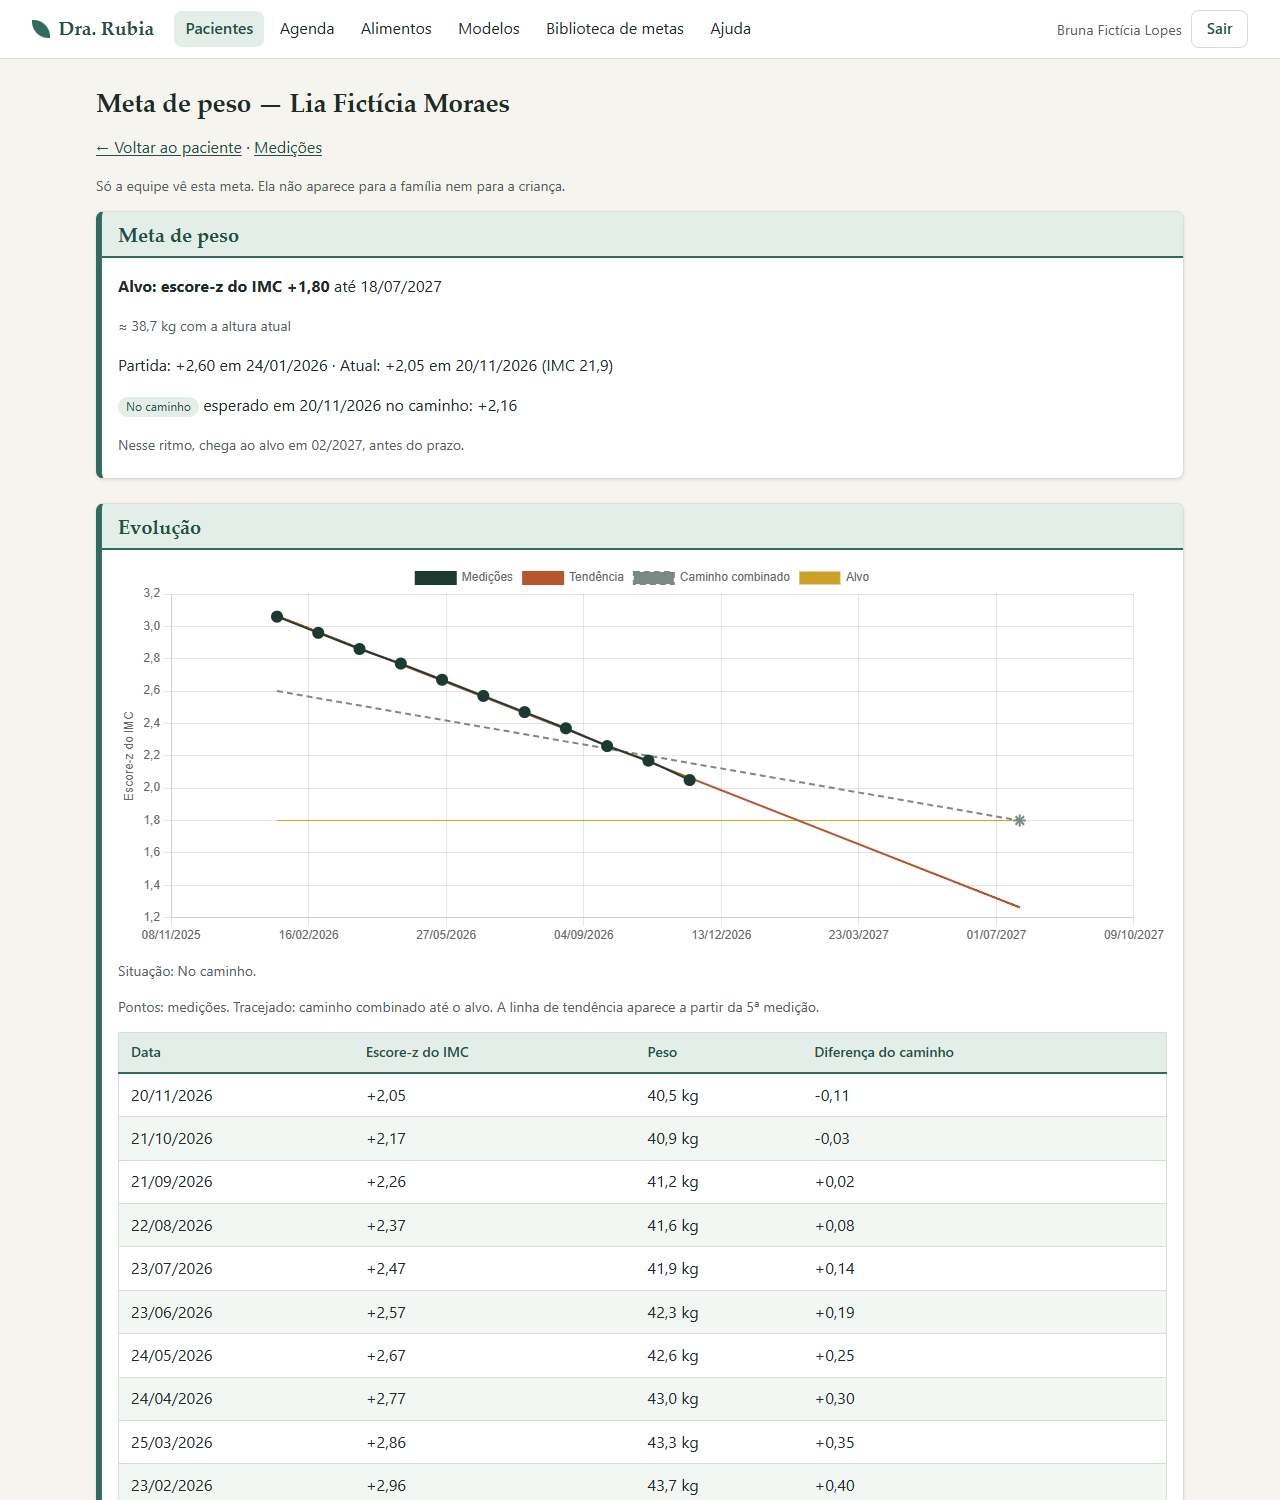 Dra. Rubia Pacientes Agenda Alimentos Modelos Biblioteca de metas Ajuda Bruna Fictícia Lopes Sair
Meta de peso — Lia Fictícia Moraes
← Voltar ao paciente · Medições
Só a equipe vê esta meta. Ela não aparece para a família nem para a criança.
Meta de peso
Alvo: escore-z do IMC +1,80 até 18/07/2027
≈ 38,7 kg com a altura atual
Partida: +2,60 em 24/01/2026 · Atual: +2,05 em 20/11/2026 (IMC 21,9)
No caminho esperado em 20/11/2026 no caminho: +2,16
Nesse ritmo, chega ao alvo em 02/2027, antes do prazo.
Evolução
Medições Tendência Caminho combinado Alvo
Escore-z do IMC
3,2
3,0
2,8
2,6
2,4
2,2
2,0
1,8
1,6
1,4
1,2
08/11/2025 16/02/2026 27/05/2026 04/09/2026 13/12/2026 23/03/2027 01/07/2027 09/10/2027
Situação: No caminho.
Pontos: medições. Tracejado: caminho combinado até o alvo. A linha de tendência aparece a partir da 5ª medição.
Data Escore-z do IMC Peso Diferença do caminho
20/11/2026 +2,05 40,5 kg -0,11
21/10/2026 +2,17 40,9 kg -0,03
21/09/2026 +2,26 41,2 kg +0,02
22/08/2026 +2,37 41,6 kg +0,08
23/07/2026 +2,47 41,9 kg +0,14
23/06/2026 +2,57 42,3 kg +0,19
24/05/2026 +2,67 42,6 kg +0,25
24/04/2026 +2,77 43,0 kg +0,30
25/03/2026 +2,86 43,3 kg +0,35
23/02/2026 +2,96 43,7 kg +0,40